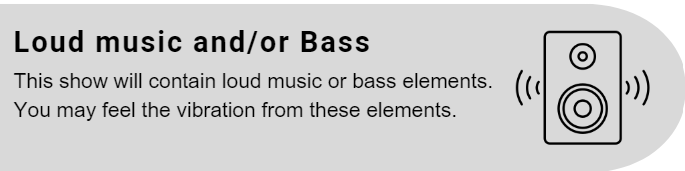 Loud music and/or Bass
This show will contain loud music or bass elements.
You may feel the vibration from these elements.